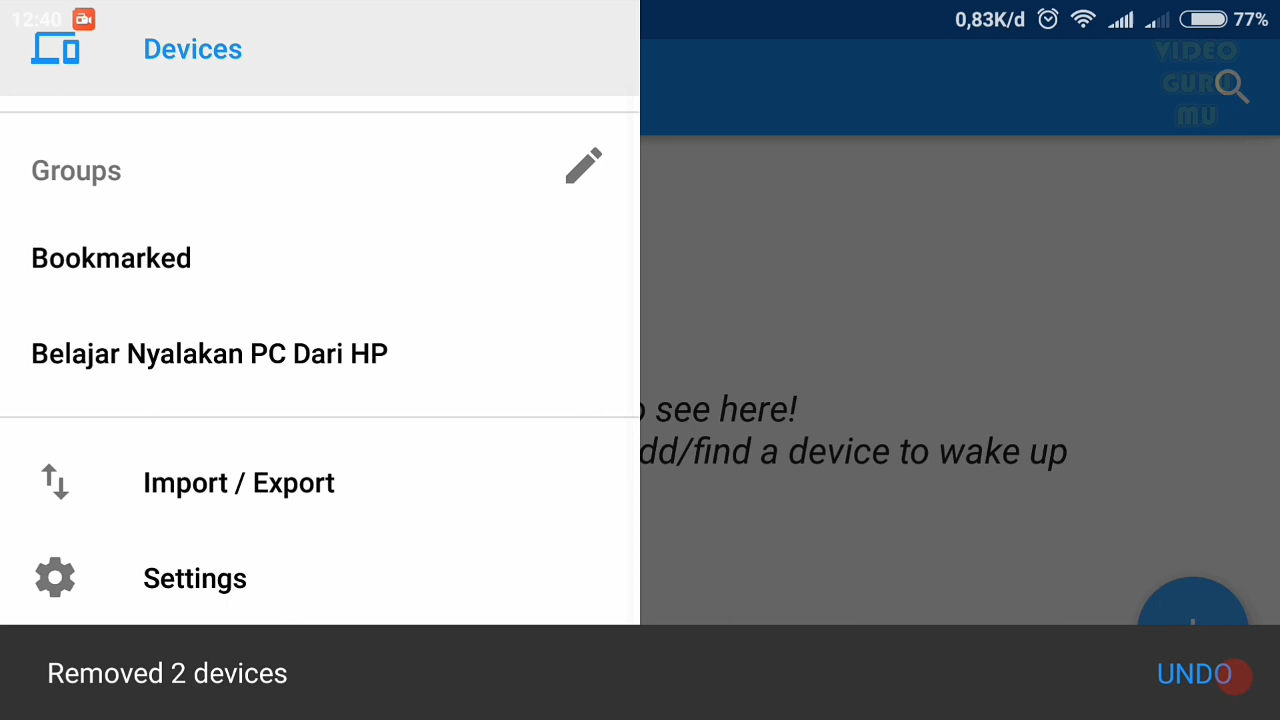 12:40
0,83K/d
77%
Devices
VIDEO
GURU
MU
Groups
Bookmarked
Belajar Nyalakan PC Dari HP
see here!
find a device to wake up
Import / Export
Settings
Removed 2 devices
UNDO